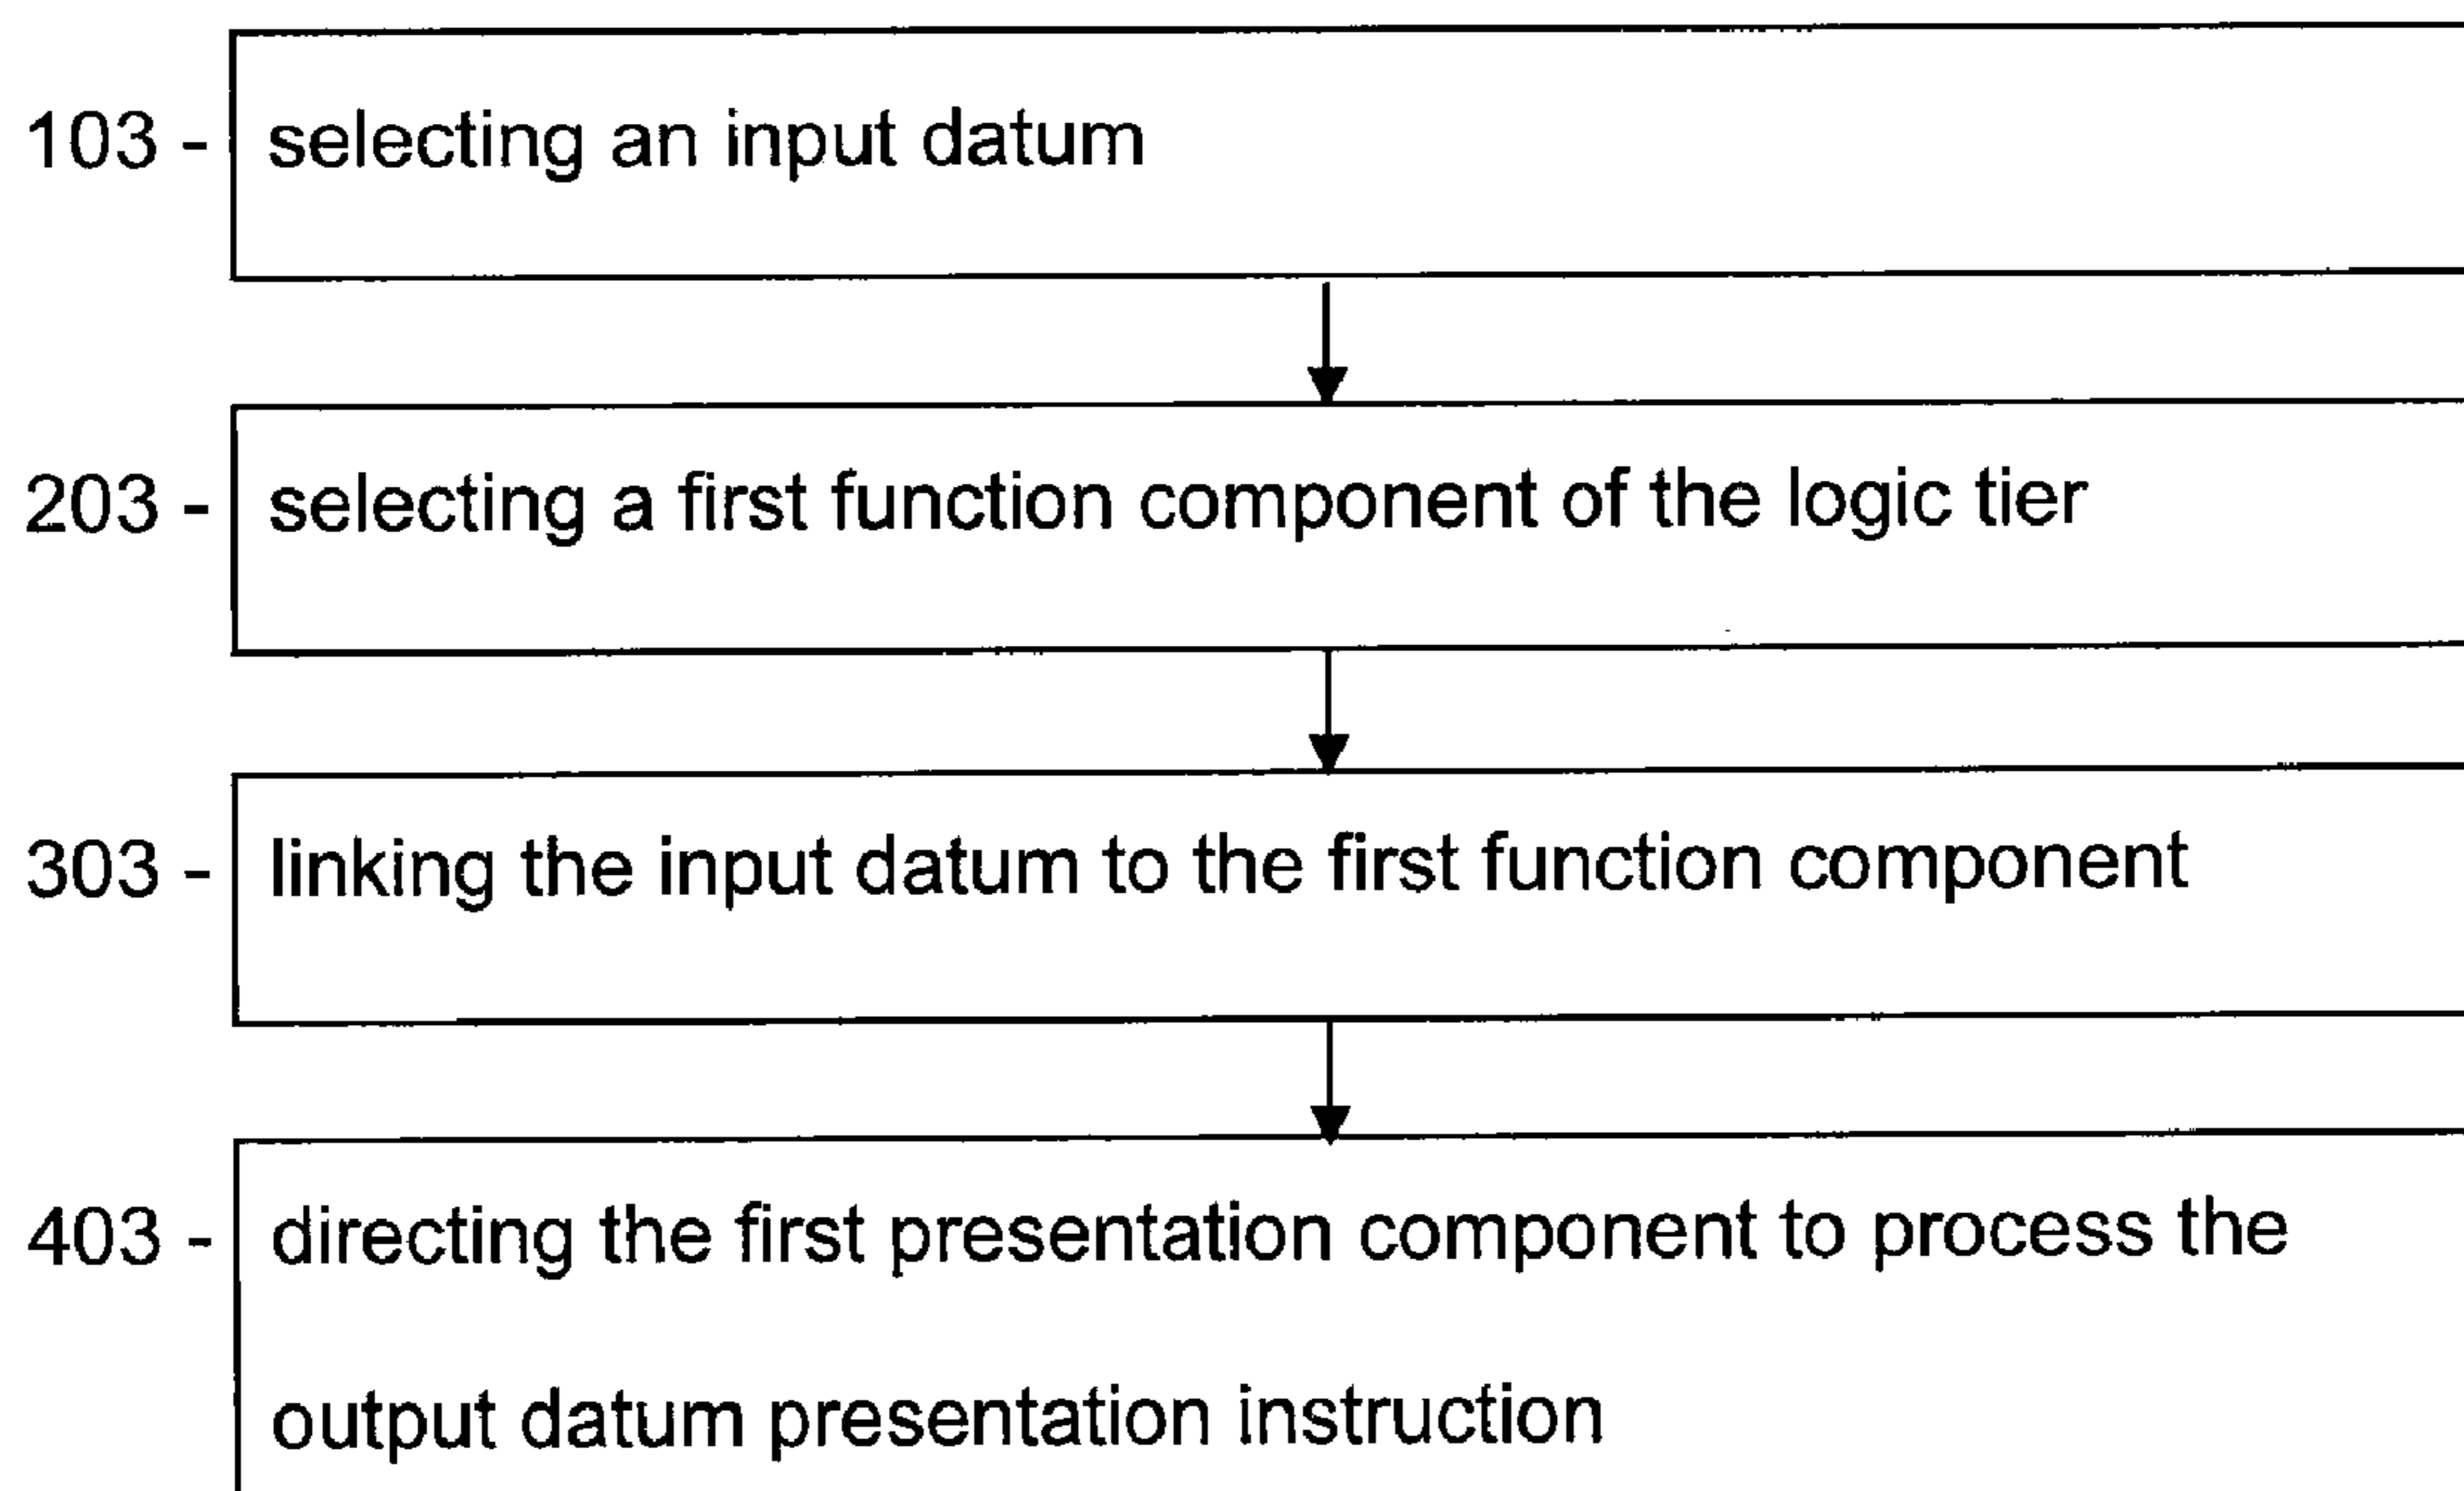 103 - selecting an input datum
203 - selecting a first function component of the logic tier
303 - linking the input datum to the first function component
403 - directing the first presentation component to process the
output datum presentation instruction